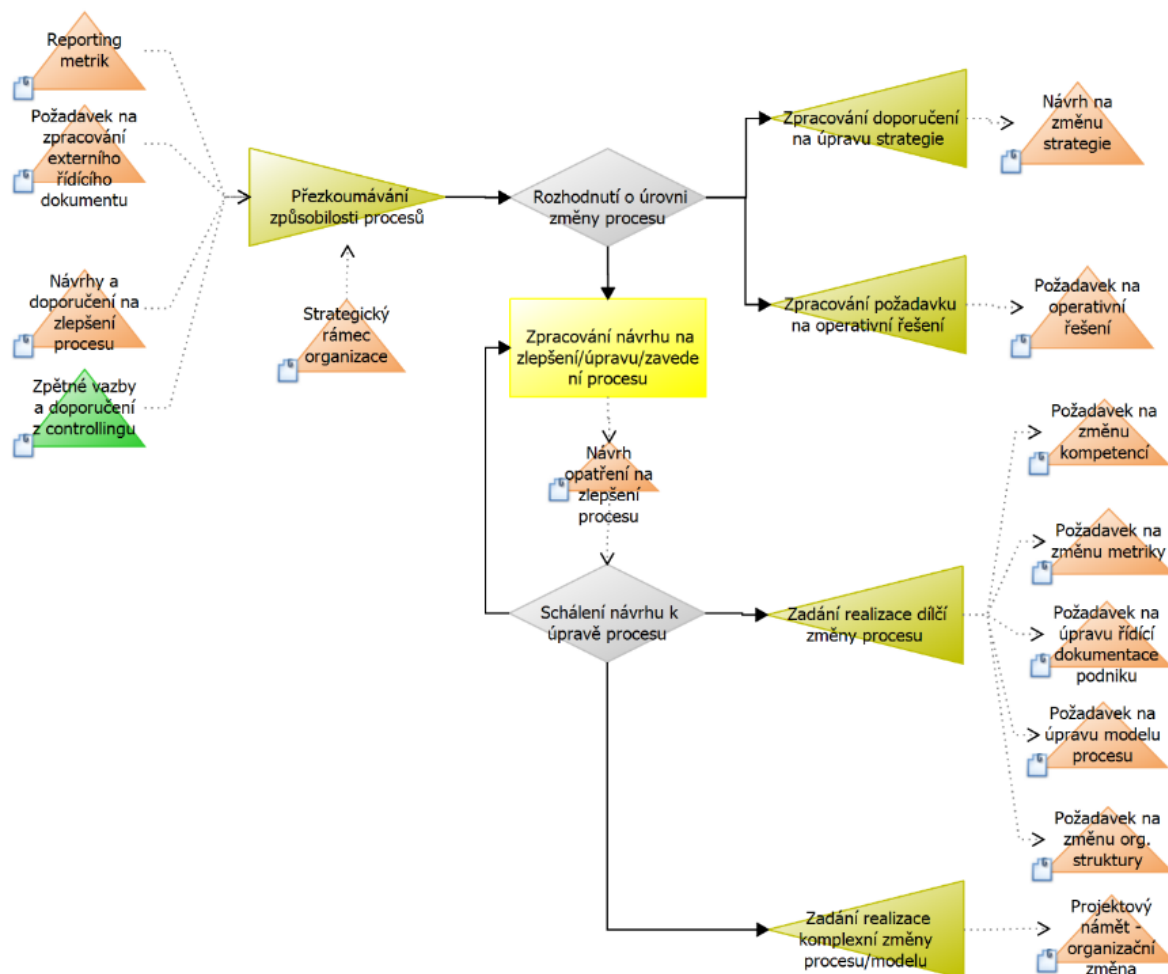 Reporting
metrik
Požadavek na
zpracování
externího
řídícího
dokumentu
Návrhy a
doporučení na
zlepšení
procesu
Zpětné vazby
a doporučení
z controllingu
Přezkoumávání
způsobilosti procesů
Strategický
rámec
organizace
Rozhodnutí o úrovni
změny procesu
Zpracování návrhu na
zlepšení/úpravu/zavede
ní procesu
Návrh
opatření na
zlepšení
procesu
Schálení návrhu k
úpravě procesu
Zpracování doporučení
na úpravu strategie
Návrh na
změnu
strategie
Zpracování požadavku
na operativní řešení
Požadavek na
operativní
řešení
Zadání realizace dílčí
změny procesu
Požadavek na
změnu
kompetencí
Požadavek na
změnu metriky
Požadavek na
úpravu řídící
dokumentace
podniku
Požadavek na
úpravu modelu
procesu
Požadavek na
změnu org.
struktury
Zadání realizace
komplexní změny
procesu/modelu
Projektový
námět -
organizační
změna